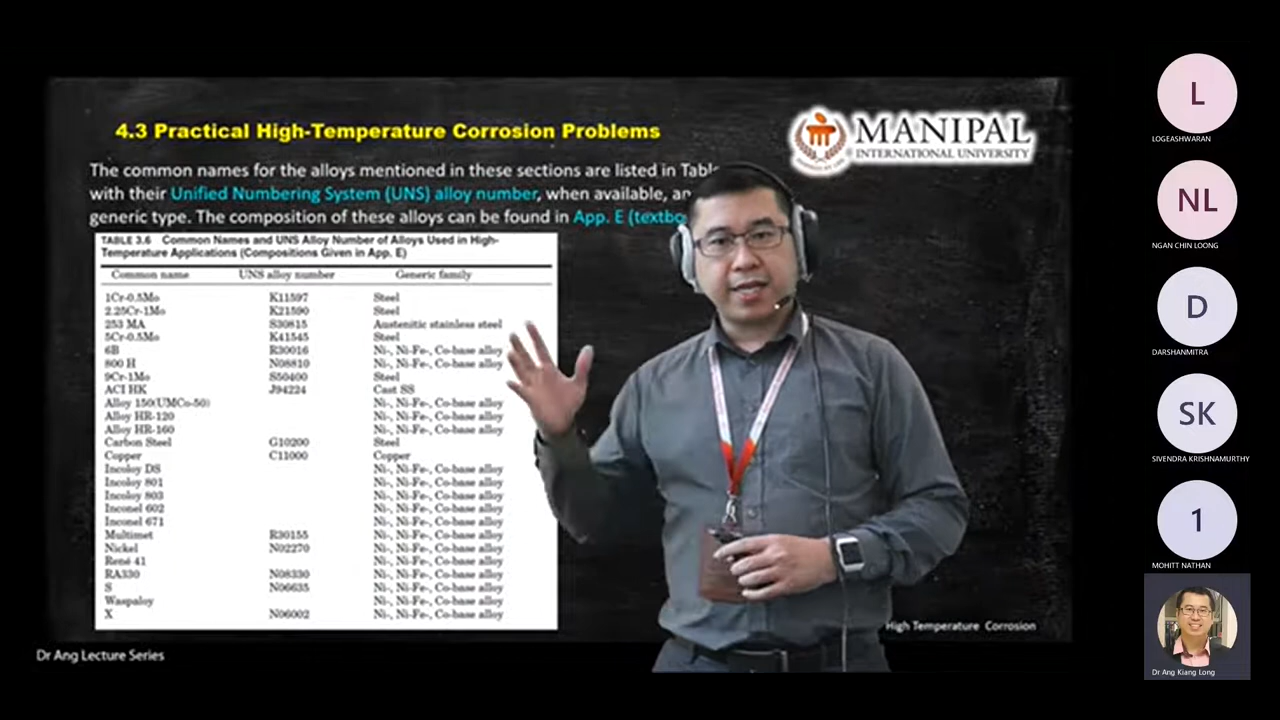 4.3 Practical High-Temperature Corrosion Problems
MANIPAL
INTERNATIONAL UNIVERSITY
The common names for the alloys mentioned in these sections are listed in Table
with their Unified Numbering System (UNS) alloy number, when available, an
generic type. The composition of these alloys can be found in App. E (textbo
TABLE 3.6 Common Names and UNS Alloy Number of Alloys Used in High-
Temperature Applications (Compositions Given in App. E)
Common name UNS alloy number Generic family
1Cr-0.5Mo K11597 Steel
2.25Cr-1Mo K21590 Steel
253 MA S30815 Austenitic stainless steel
5Cr-0.5Mo K41545 Steel
6B R30016 Ni-, Ni-Fe-, Co-base alloy
800 H N08810 Ni-, Ni-Fe-, Co-base alloy
9Cr-1Mo S50400 Steel
ACI HK J94224 Cast SS
Alloy 150(UMCo-50) Ni-, Ni-Fe-, Co-base alloy
Alloy HR-120 Ni-, Ni-Fe-, Co-base alloy
Alloy HR-160 Ni-, Ni-Fe-, Co-base alloy
Carbon Steel G10200 Steel
Copper C11000 Copper
Incoloy DS Ni-, Ni-Fe-, Co-base alloy
Incoloy 801 Ni-, Ni-Fe-, Co-base alloy
Incoloy 803 Ni-, Ni-Fe-, Co-base alloy
Inconel 602 Ni-, Ni-Fe-, Co-base alloy
Inconel 671 Ni-, Ni-Fe-, Co-base alloy
Multimet R30155 Ni-, Ni-Fe-, Co-base alloy
Nickel N02270 Ni-, Ni-Fe-, Co-base alloy
René 41 Ni-, Ni-Fe-, Co-base alloy
RA330 N08330 Ni-, Ni-Fe-, Co-base alloy
S N06635 Ni-, Ni-Fe-, Co-base alloy
Waspaloy Ni-, Ni-Fe-, Co-base alloy
X N06002 Ni-, Ni-Fe-, Co-base alloy
High Temperature Corrosion
Dr Ang Lecture Series
L
LOGEASHWARAN
NL
NGAN CHIN LOONG
D
DARSHANMITRA
SK
SIVENDRA KRISHNAMURTHY
1
MOHITT NATHAN
Dr Ang Kiang Long